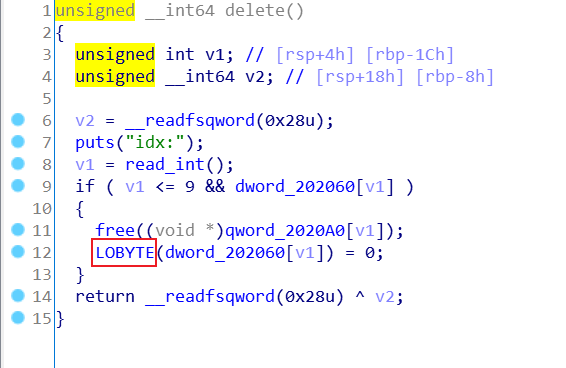 1 unsigned __int64 delete()
2 {
3 unsigned int v1; // [rsp+4h] [rbp-1Ch]
4 unsigned __int64 v2; // [rsp+18h] [rbp-8h]
5
6 v2 = __readfsqword(0x28u);
7 puts("idx:");
8 v1 = read_int();
9 if ( v1 <= 9 && dword_202060[v1] )
10 {
11 free((void *)qword_2020A0[v1]);
12 LOBYTE(dword_202060[v1]) = 0;
13 }
14 return __readfsqword(0x28u) ^ v2;
15 }